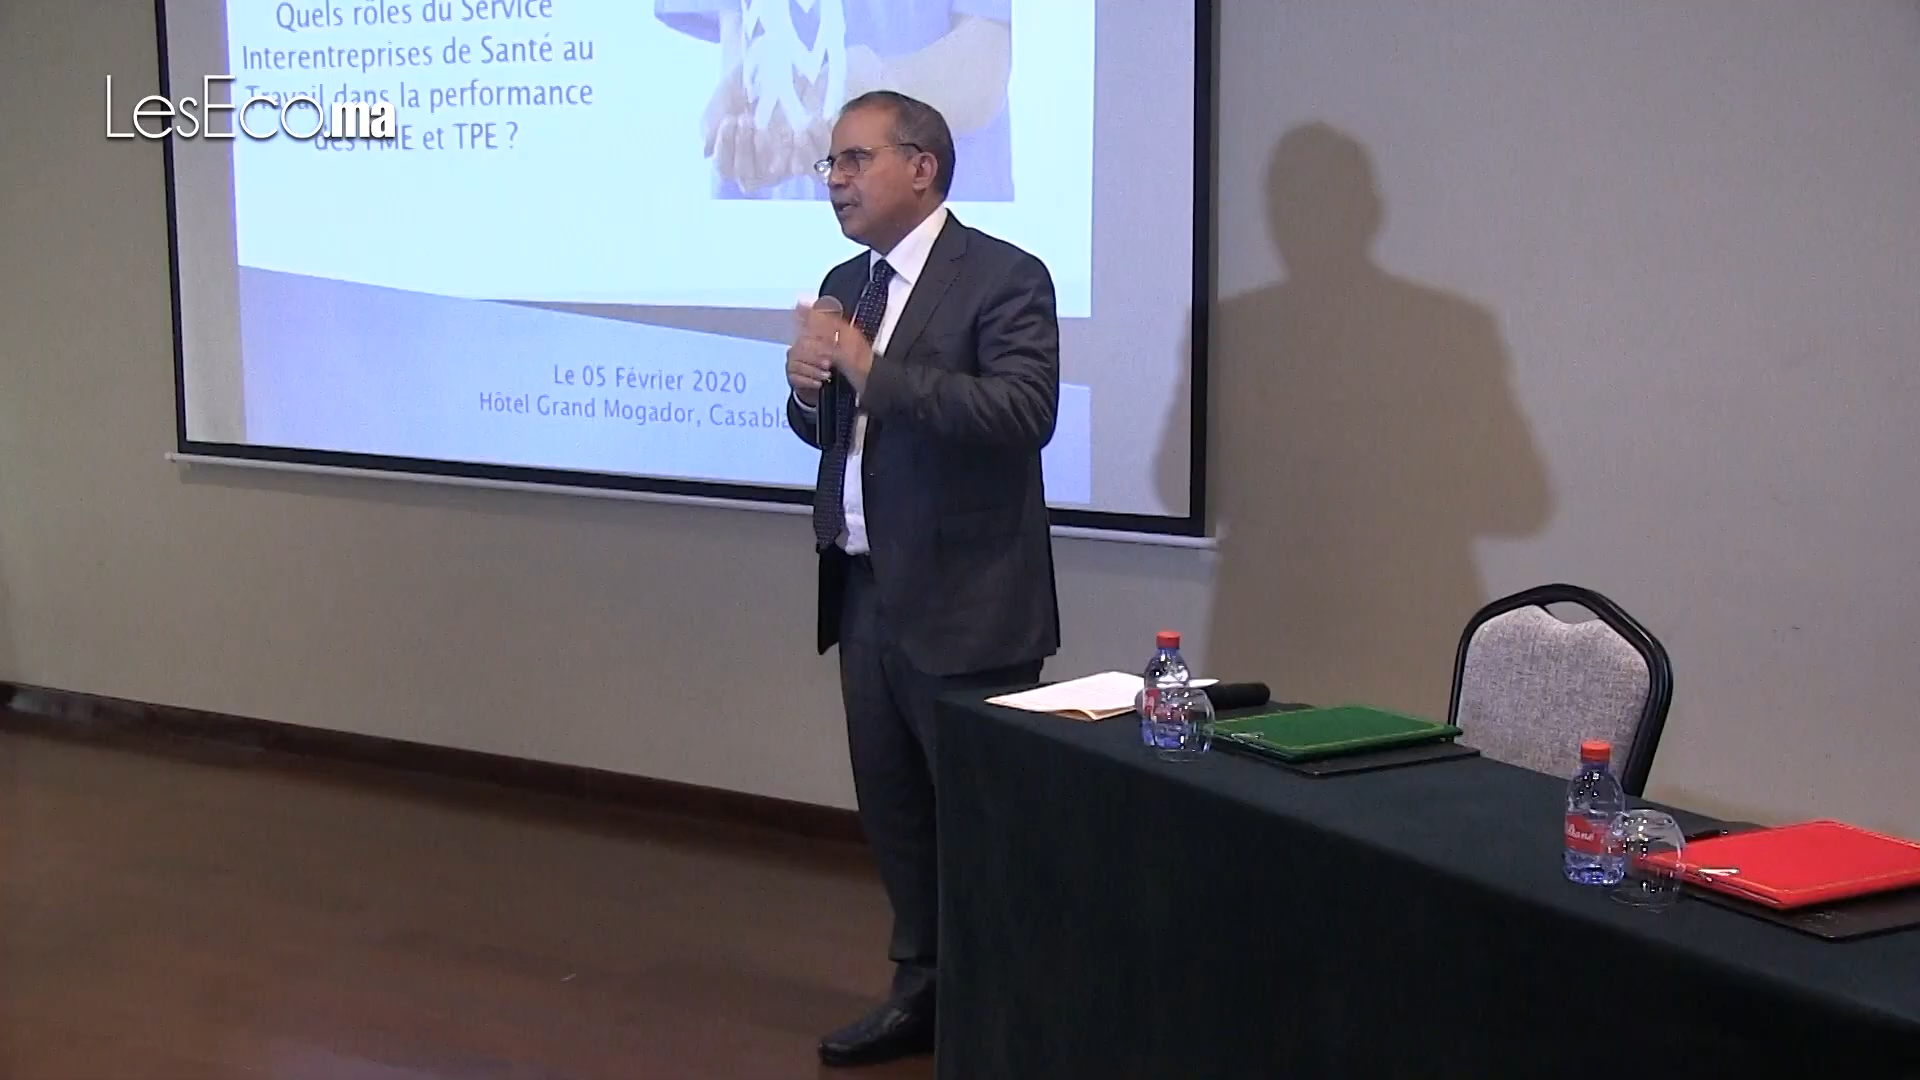 Quels rôles du Service
Interentreprises de Santé au
Travail dans la performance
des PME et TPE ?
LesEco.ma
Le 05 Février 2020
Hôtel Grand Mogador, Casabla